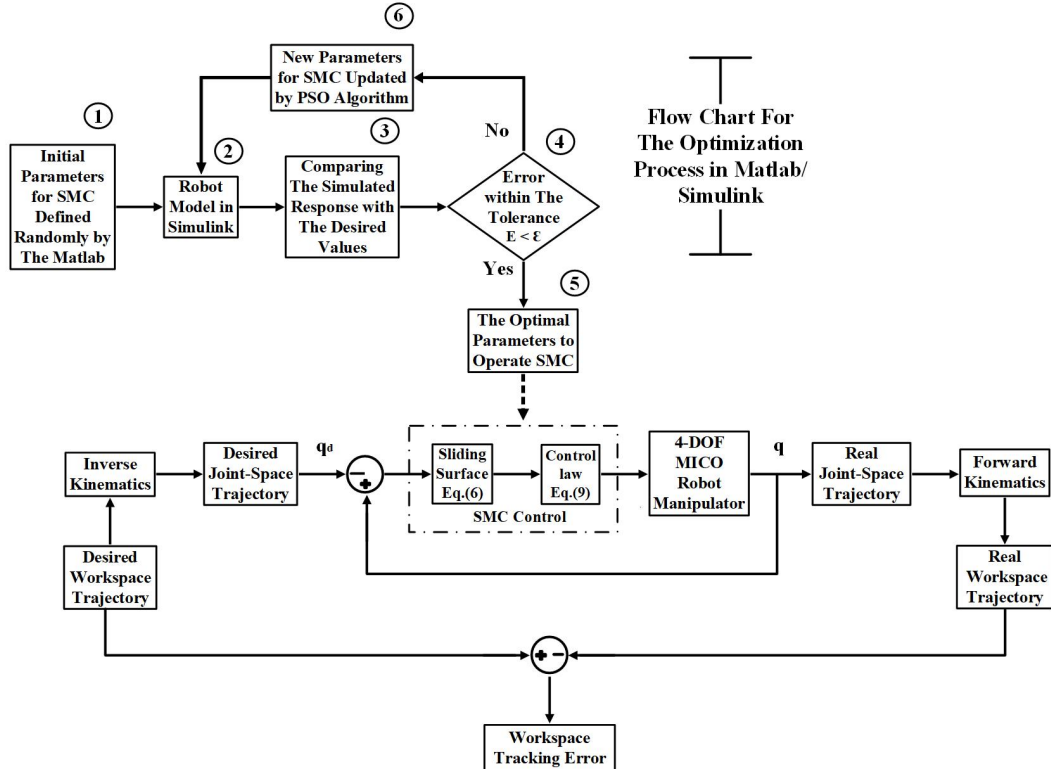 6
New Parameters
for SMC Updated
by PSO Algorithm
1
2
3
No
4
Flow Chart For
The Optimization
Process in Matlab/
Simulink
Initial
Parameters
for SMC
Defined
Randomly by
The Matlab
Robot
Model in
Simulink
Comparing
The Simulated
Response with
The Desired
Values
Error
within The
Tolerance
E < Ɛ
Yes
5
The Optimal
Parameters to
Operate SMC
Inverse
Kinematics
Desired
Joint-Space
Trajectory
qd
−
+
Sliding
Surface
Eq.(6)
Control
law
Eq.(9)
SMC Control
4-DOF
MICO
Robot
Manipulator
q
Real
Joint-Space
Trajectory
Forward
Kinematics
Desired
Workspace
Trajectory
Real
Workspace
Trajectory
+ −
Workspace
Tracking Error